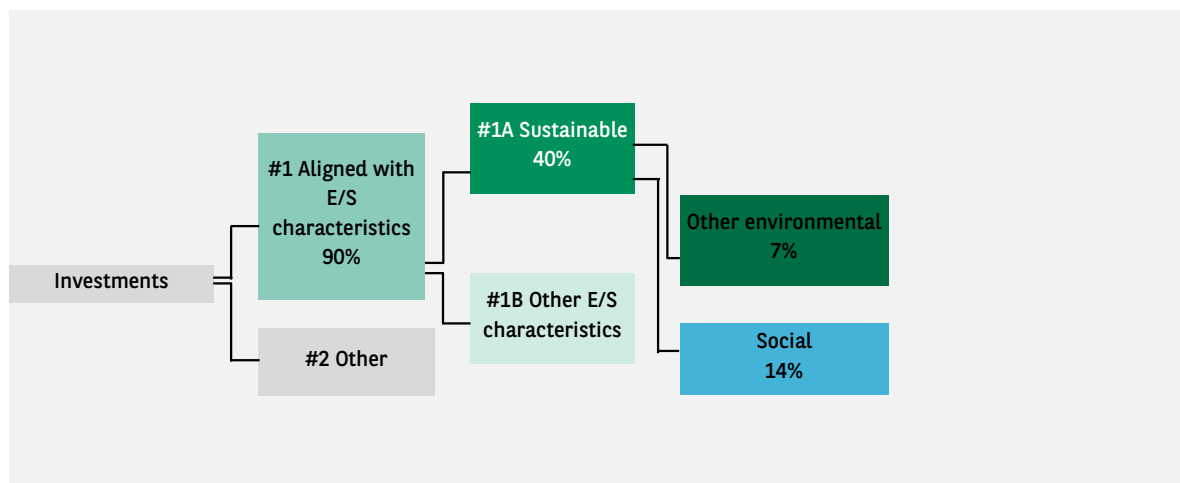 #1A Sustainable
40%
#1 Aligned with
E/S
characteristics
90%
Other environmental
7%
Investments
#1B Other E/S
characteristics
#2 Other
Social
14%